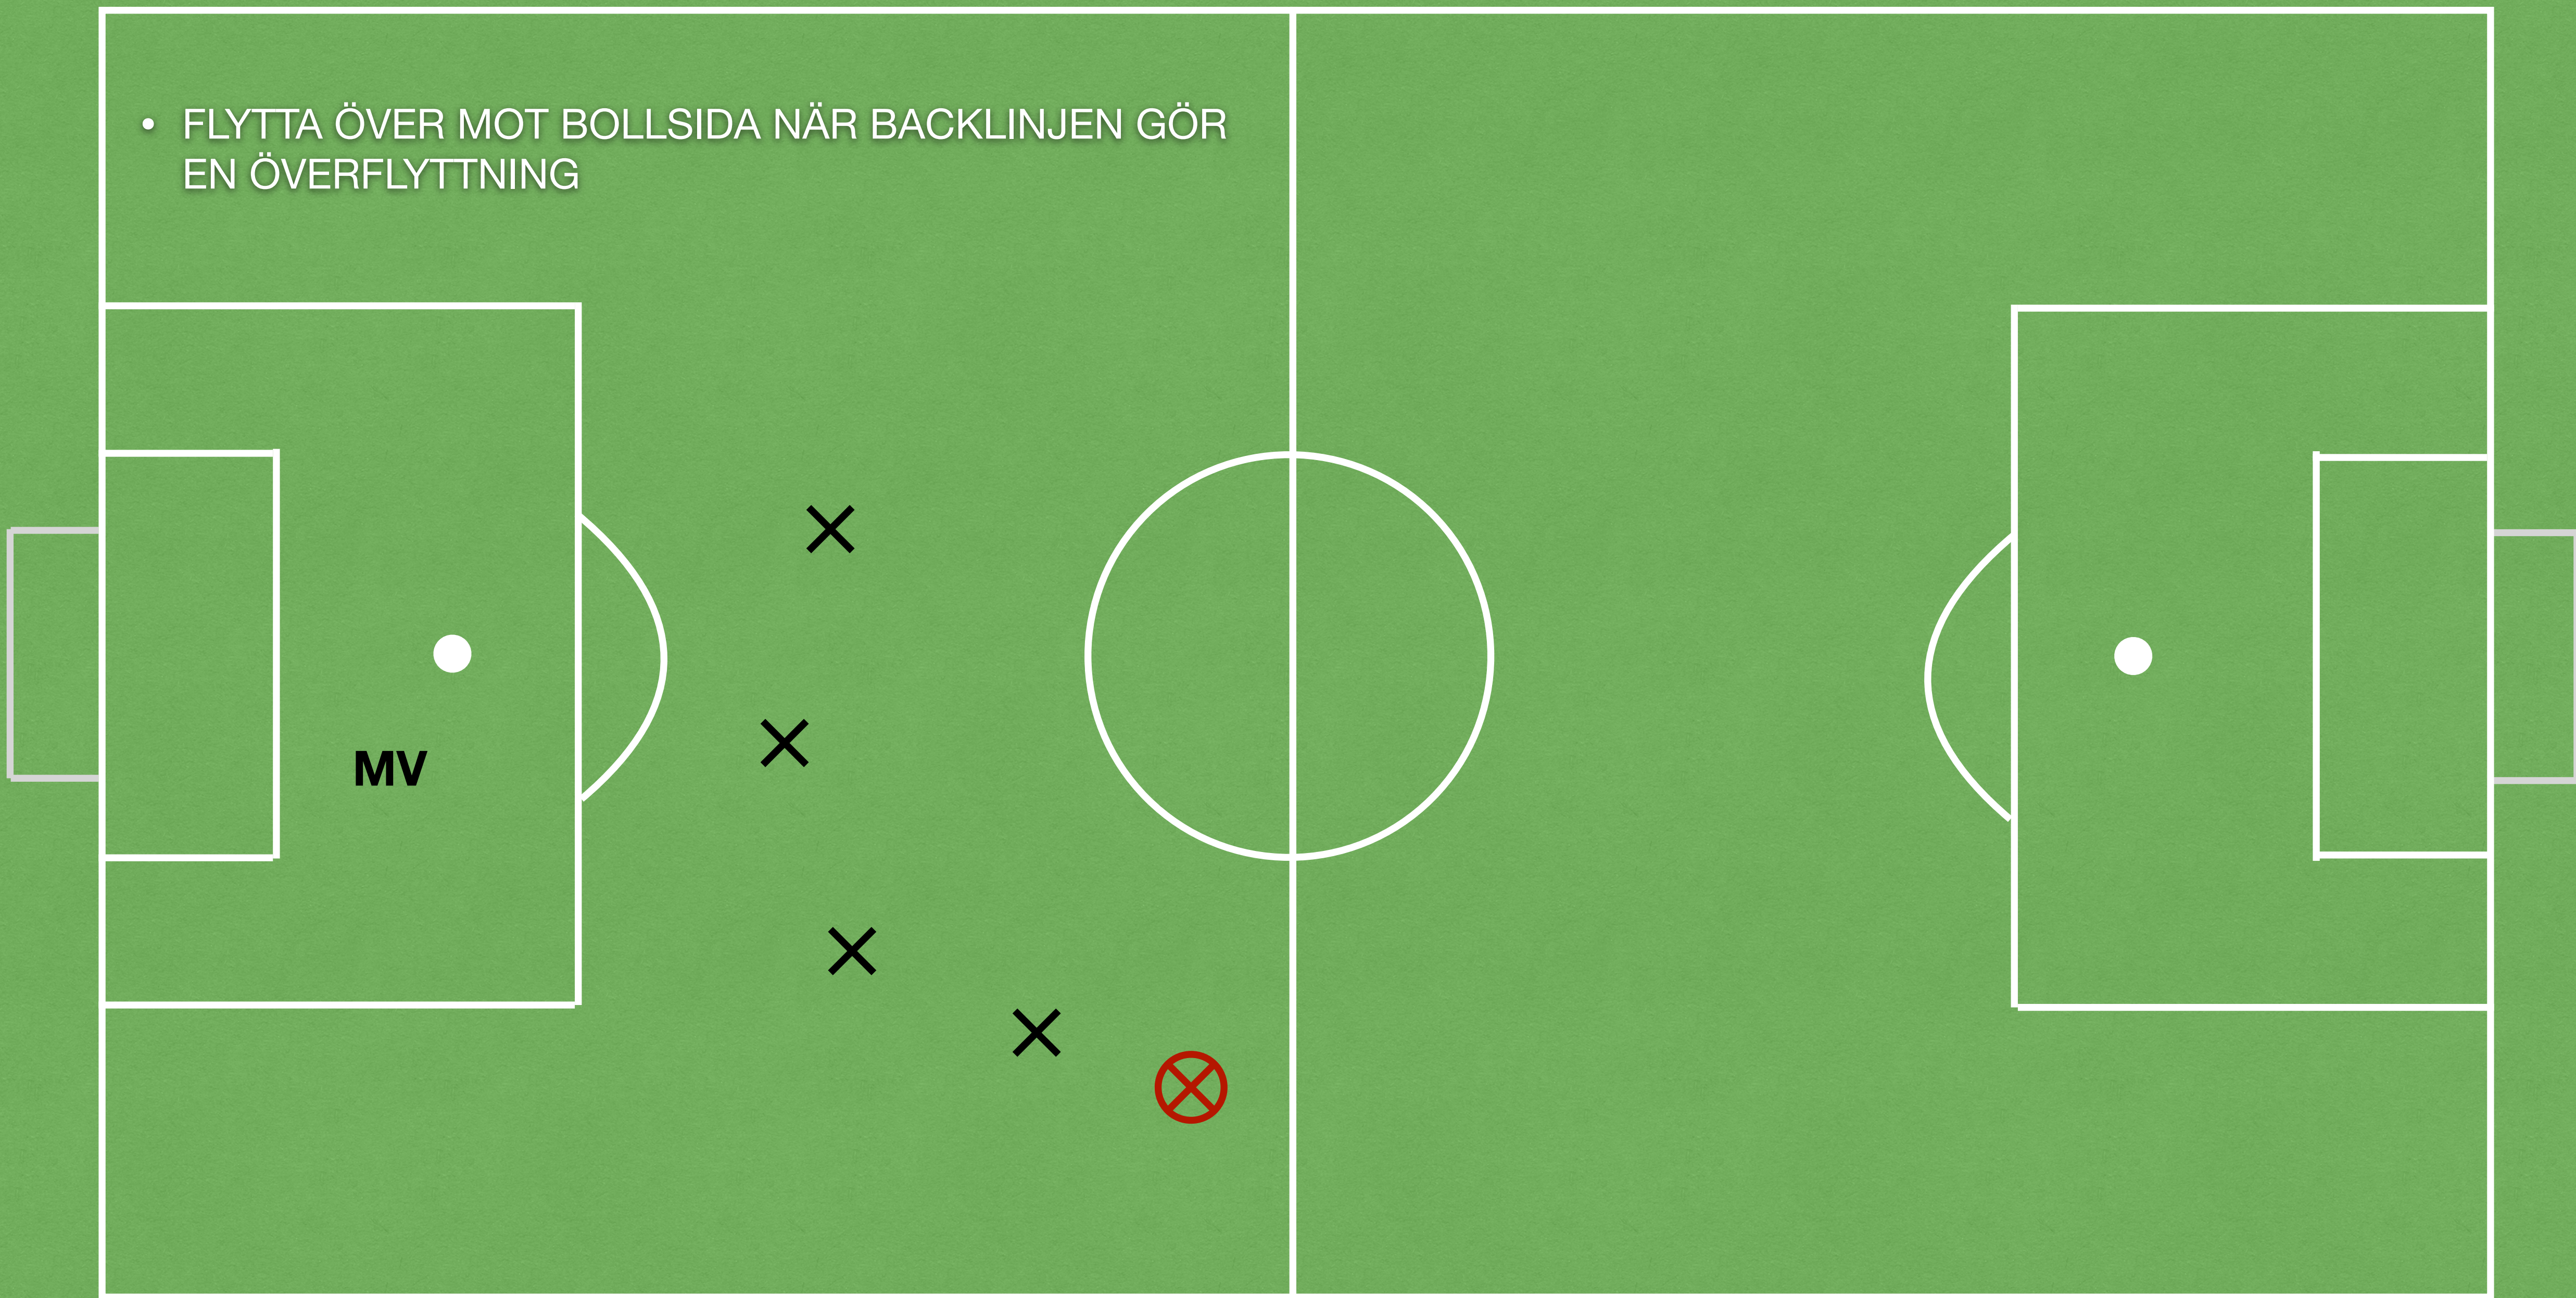 • FLYTTA ÖVER MOT BOLLSIDA NÄR BACKLINJEN GÖR
EN ÖVERFLYTTNING
MV